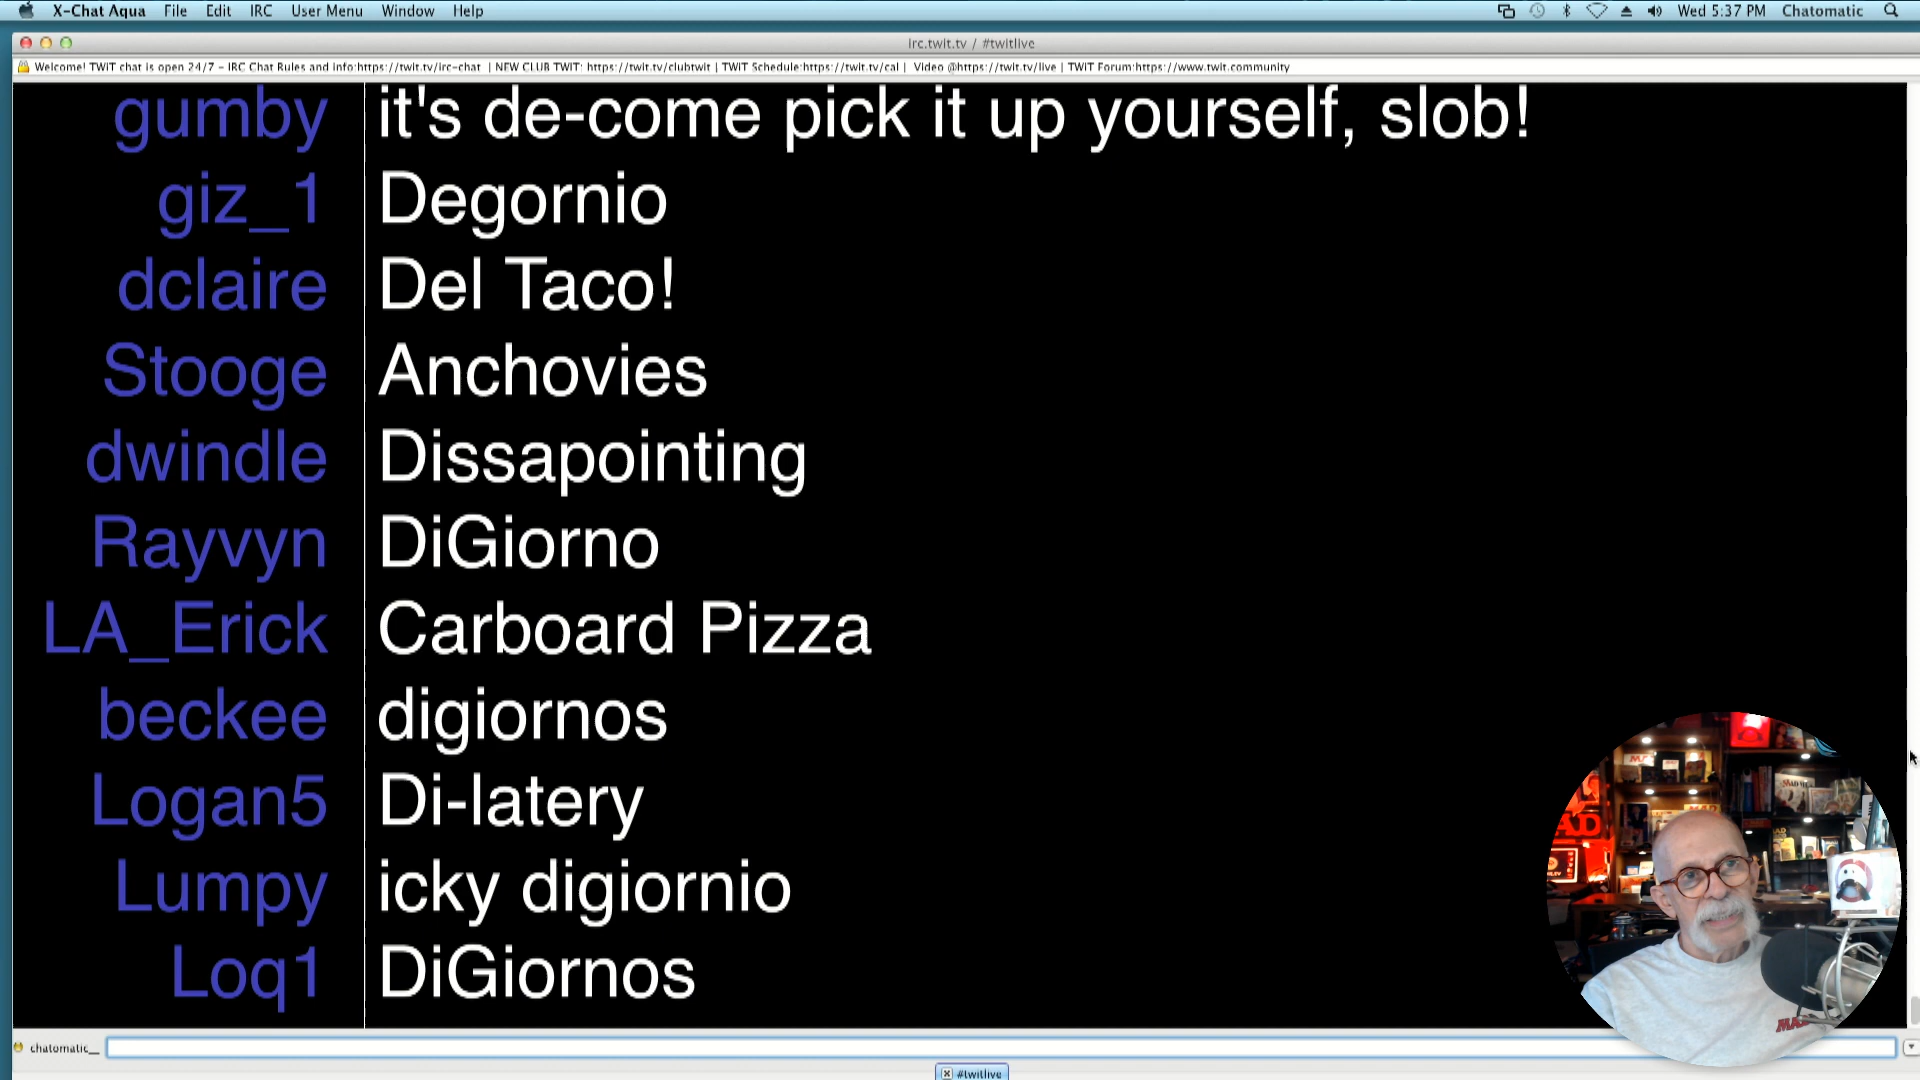 X-Chat Aqua File Edit IRC User Menu Window Help Wed 5:37 PM Chatomatic
irc.twit.tv / #twitlive
Welcome! TWiT chat is open 24/7 - IRC Chat Rules and info:https://twit.tv/irc-chat | NEW CLUB TWIT: https://twit.tv/clubtwit | TWiT Schedule:https://twit.tv/cal | Video @https://twit.tv/live | TWiT Forum:https://www.twit.community
gumby it's de-come pick it up yourself, slob!
giz_1 Degornio
dclaire Del Taco!
Stooge Anchovies
dwindle Dissapointing
Rayvyn DiGiorno
LA_Erick Carboard Pizza
beckee digiornos
Logan5 Di-latery
Lumpy icky digiornio
Loq1 DiGiornos
chatomatic__
#twitlive